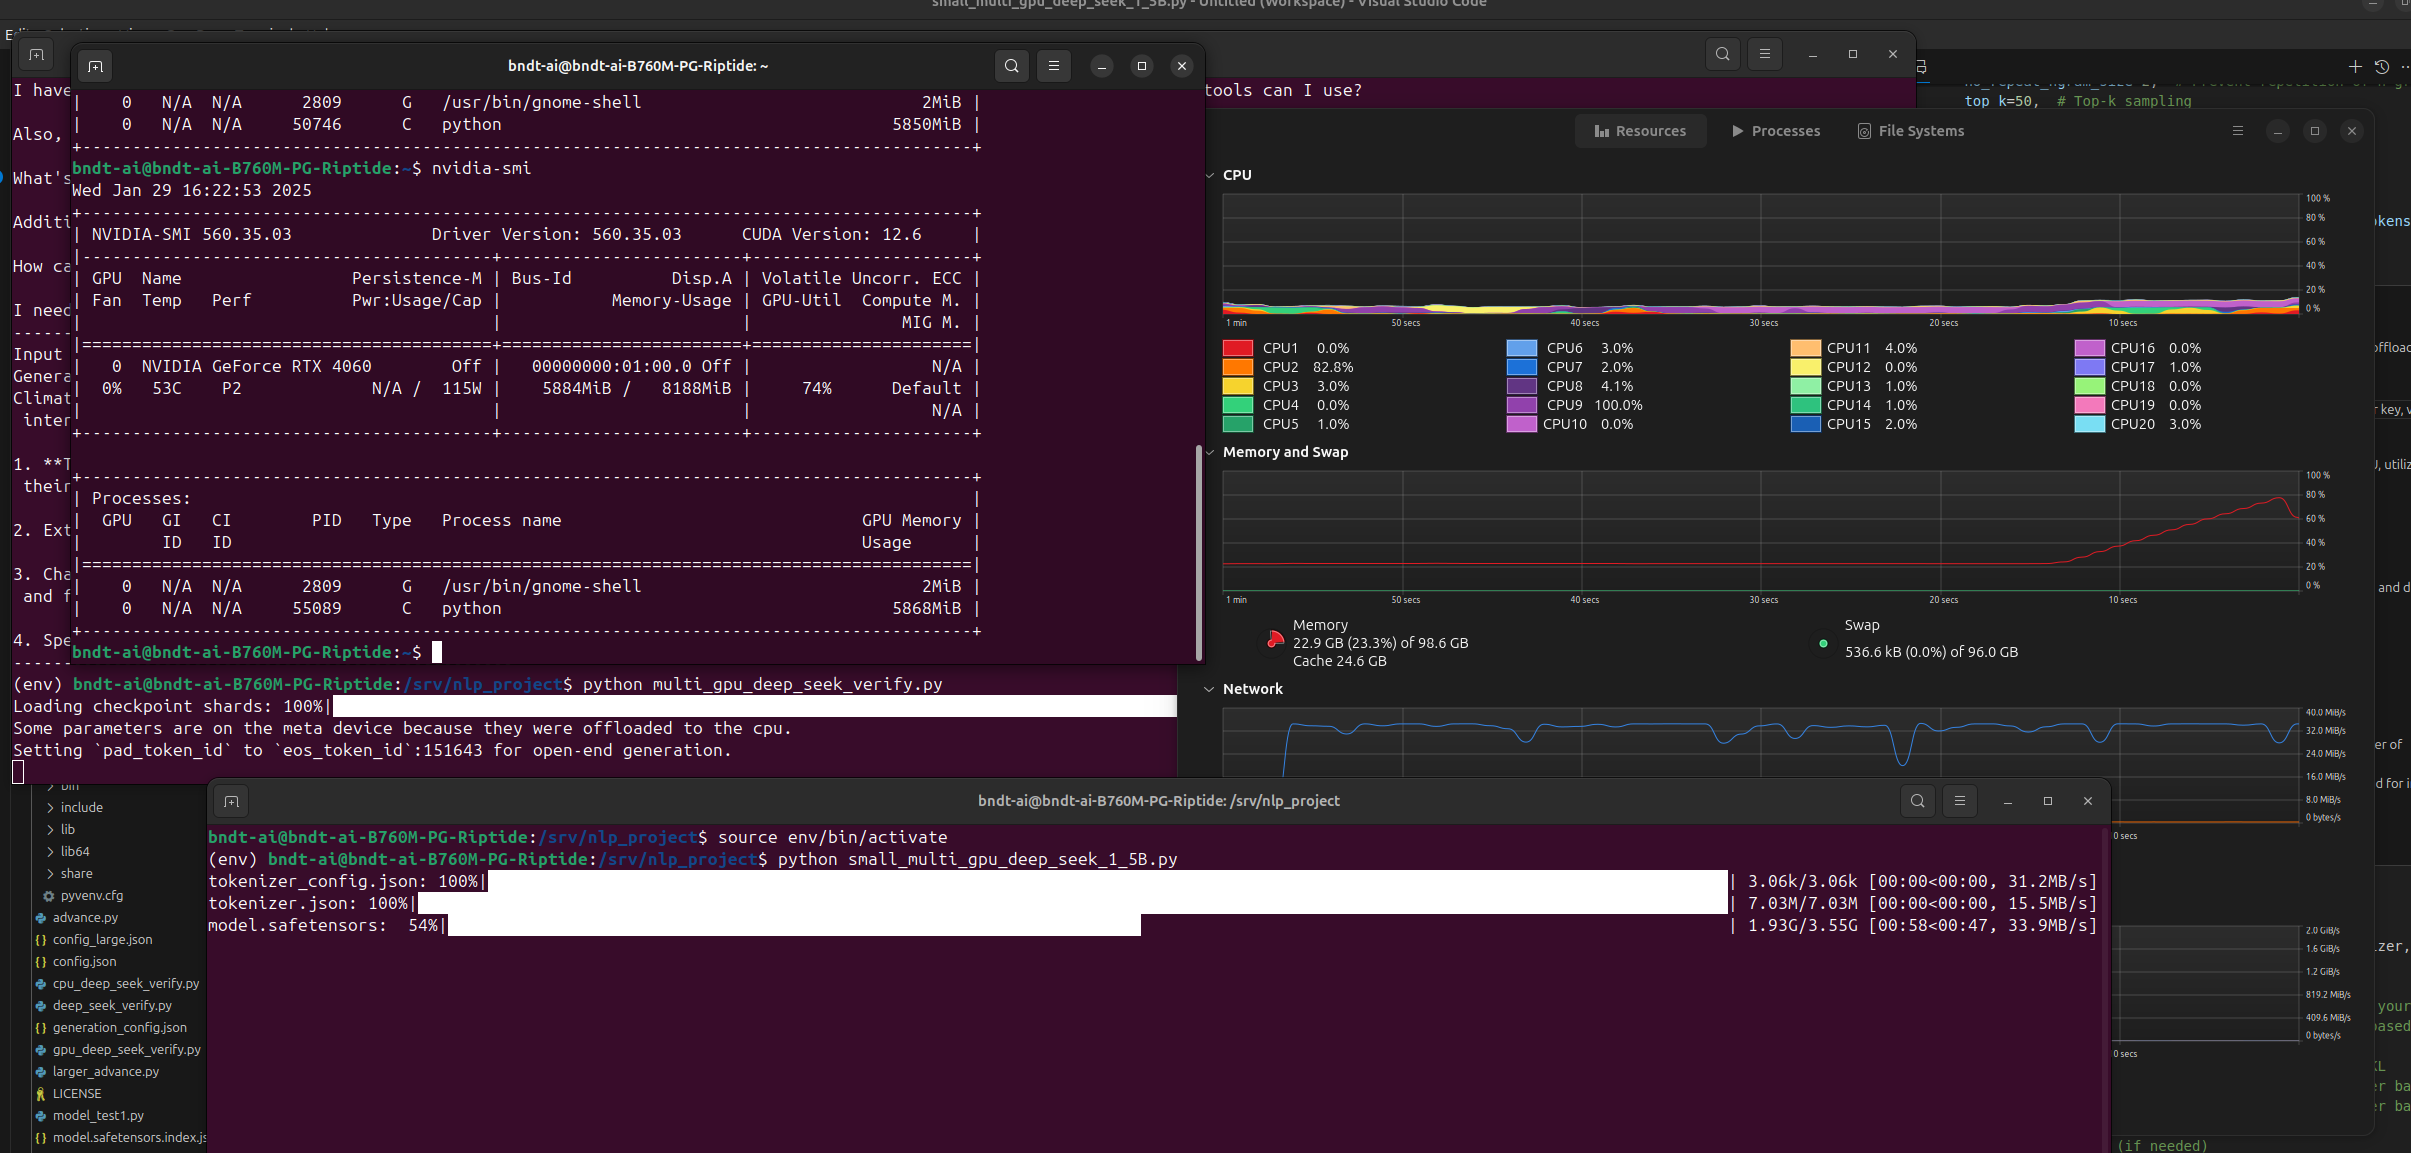 small_multi_gpu_deep_seek_1_5B.py - Untitled (Workspace) - Visual Studio Code
bndt-ai@bndt-ai-B760M-PG-Riptide: ~
I have
tools can I use?
Also,
What's
Additi
How ca
I need
Input
Genera
Climat
inter
1. **T
their
2. Ext
3. Cha
and f
4. Spe
| 0 N/A N/A 2809 G /usr/bin/gnome-shell 2MiB |
| 0 N/A N/A 50746 C python 5850MiB |
+-----------------------------------------------------------------------------------------+
bndt-ai@bndt-ai-B760M-PG-Riptide:~$ nvidia-smi
Wed Jan 29 16:22:53 2025
+-----------------------------------------------------------------------------------------+
| NVIDIA-SMI 560.35.03 Driver Version: 560.35.03 CUDA Version: 12.6 |
|-----------------------------------------+------------------------+----------------------+
| GPU Name Persistence-M | Bus-Id Disp.A | Volatile Uncorr. ECC |
| Fan Temp Perf Pwr:Usage/Cap | Memory-Usage | GPU-Util Compute M. |
| | | MIG M. |
|=========================================+========================+======================|
| 0 NVIDIA GeForce RTX 4060 Off | 00000000:01:00.0 Off | N/A |
| 0% 53C P2 N/A / 115W | 5884MiB / 8188MiB | 74% Default |
| | | N/A |
+-----------------------------------------+------------------------+----------------------+
+-----------------------------------------------------------------------------------------+
| Processes: |
| GPU GI CI PID Type Process name GPU Memory |
| ID ID Usage |
|=========================================================================================|
| 0 N/A N/A 2809 G /usr/bin/gnome-shell 2MiB |
| 0 N/A N/A 55089 C python 5868MiB |
+-----------------------------------------------------------------------------------------+
bndt-ai@bndt-ai-B760M-PG-Riptide:~$
(env) bndt-ai@bndt-ai-B760M-PG-Riptide:/srv/nlp_project$ python multi_gpu_deep_seek_verify.py
Loading checkpoint shards: 100%|
Some parameters are on the meta device because they were offloaded to the cpu.
Setting `pad_token_id` to `eos_token_id`:151643 for open-end generation.
top k=50, # Top-k sampling
Resources Processes File Systems
CPU
100 %
80 %
60 %
40 %
20 %
0 %
1 min 50 secs 40 secs 30 secs 20 secs 10 secs
CPU1 0.0% CPU6 3.0% CPU11 4.0% CPU16 0.0%
CPU2 82.8% CPU7 2.0% CPU12 0.0% CPU17 1.0%
CPU3 3.0% CPU8 4.1% CPU13 1.0% CPU18 0.0%
CPU4 0.0% CPU9 100.0% CPU14 1.0% CPU19 0.0%
CPU5 1.0% CPU10 0.0% CPU15 2.0% CPU20 3.0%
Memory and Swap
100 %
80 %
60 %
40 %
20 %
0 %
1 min 50 secs 40 secs 30 secs 20 secs 10 secs
Memory
22.9 GB (23.3%) of 98.6 GB
Cache 24.6 GB
Swap
536.6 kB (0.0%) of 96.0 GB
Network
40.0 MiB/s
32.0 MiB/s
24.0 MiB/s
16.0 MiB/s
8.0 MiB/s
0 bytes/s
0 secs
2.0 GiB/s
1.6 GiB/s
1.2 GiB/s
819.2 MiB/s
409.6 MiB/s
0 bytes/s
0 secs
kens
offload
key, v
, utiliz
and d
er of
d for i
zer,
your
based
KL
er ba
er ba
(if needed)
bin
include
lib
lib64
share
pyvenv.cfg
advance.py
config_large.json
config.json
cpu_deep_seek_verify.py
deep_seek_verify.py
generation_config.json
gpu_deep_seek_verify.py
larger_advance.py
LICENSE
model_test1.py
model.safetensors.index.js
bndt-ai@bndt-ai-B760M-PG-Riptide: /srv/nlp_project
bndt-ai@bndt-ai-B760M-PG-Riptide:/srv/nlp_project$ source env/bin/activate
(env) bndt-ai@bndt-ai-B760M-PG-Riptide:/srv/nlp_project$ python small_multi_gpu_deep_seek_1_5B.py
tokenizer_config.json: 100%| | 3.06k/3.06k [00:00<00:00, 31.2MB/s]
tokenizer.json: 100%| | 7.03M/7.03M [00:00<00:00, 15.5MB/s]
model.safetensors: 54%| | 1.93G/3.55G [00:58<00:47, 33.9MB/s]